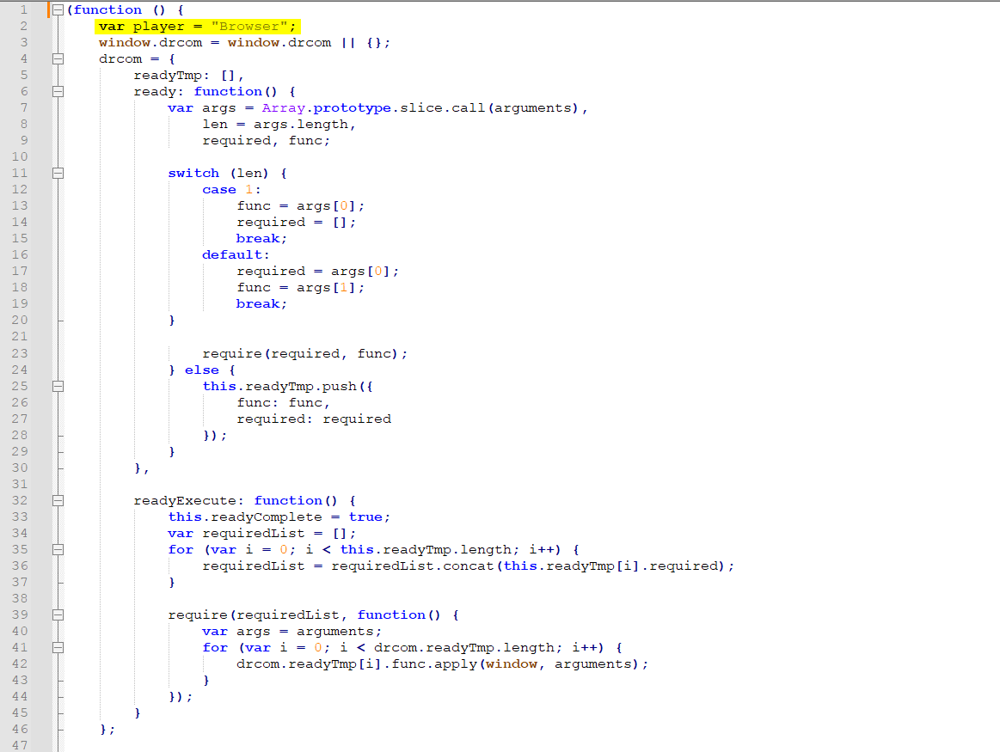 1 (function () {
2 var player = "Browser";
3 window.drcom = window.drcom || {};
4 drcom = {
5 readyTmp: [],
6 ready: function() {
7 var args = Array.prototype.slice.call(arguments),
8 len = args.length,
9 required, func;
10
11 switch (len) {
12 case 1:
13 func = args[0];
14 required = [];
15 break;
16 default:
17 required = args[0];
18 func = args[1];
19 break;
20 }
21
23 require(required, func);
24 } else {
25 this.readyTmp.push({
26 func: func,
27 required: required
28 });
29 }
30 },
31
32 readyExecute: function() {
33 this.readyComplete = true;
34 var requiredList = [];
35 for (var i = 0; i < this.readyTmp.length; i++) {
36 requiredList = requiredList.concat(this.readyTmp[i].required);
37 }
38
39 require(requiredList, function() {
40 var args = arguments;
41 for (var i = 0; i < drcom.readyTmp.length; i++) {
42 drcom.readyTmp[i].func.apply(window, arguments);
43 }
44 });
45 }
46 };
47